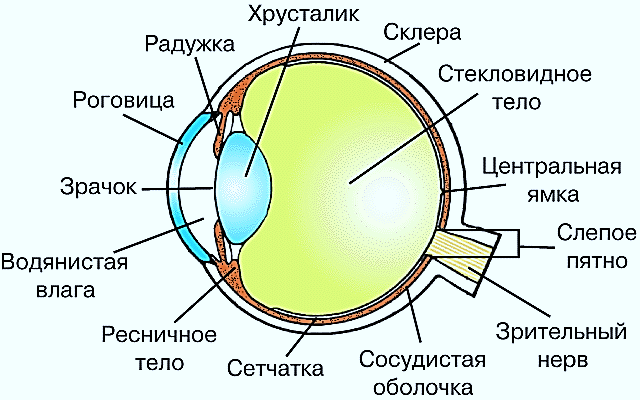 Хрусталик
Радужка
Склера
Стекловидное
тело
Роговица
Центральная
ямка
Зрачок
Слепое
пятно
Водянистая
влага
Зрительный
нерв
Ресничное
тело
Сетчатка
Сосудистая
оболочка